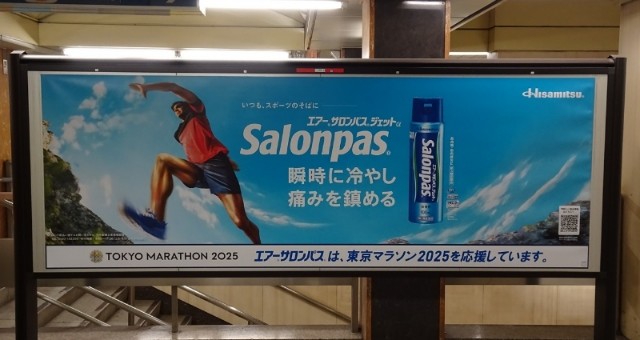 いつも、スポーツのそばに
Hisamitsu®
エアー®サロンパス®ジェットα
Salonpas®
瞬時に冷やし
痛みを鎮める
Salonpas
TOKYO MARATHON 2025
エアーサロンパスは、東京マラソン2025を応援しています。